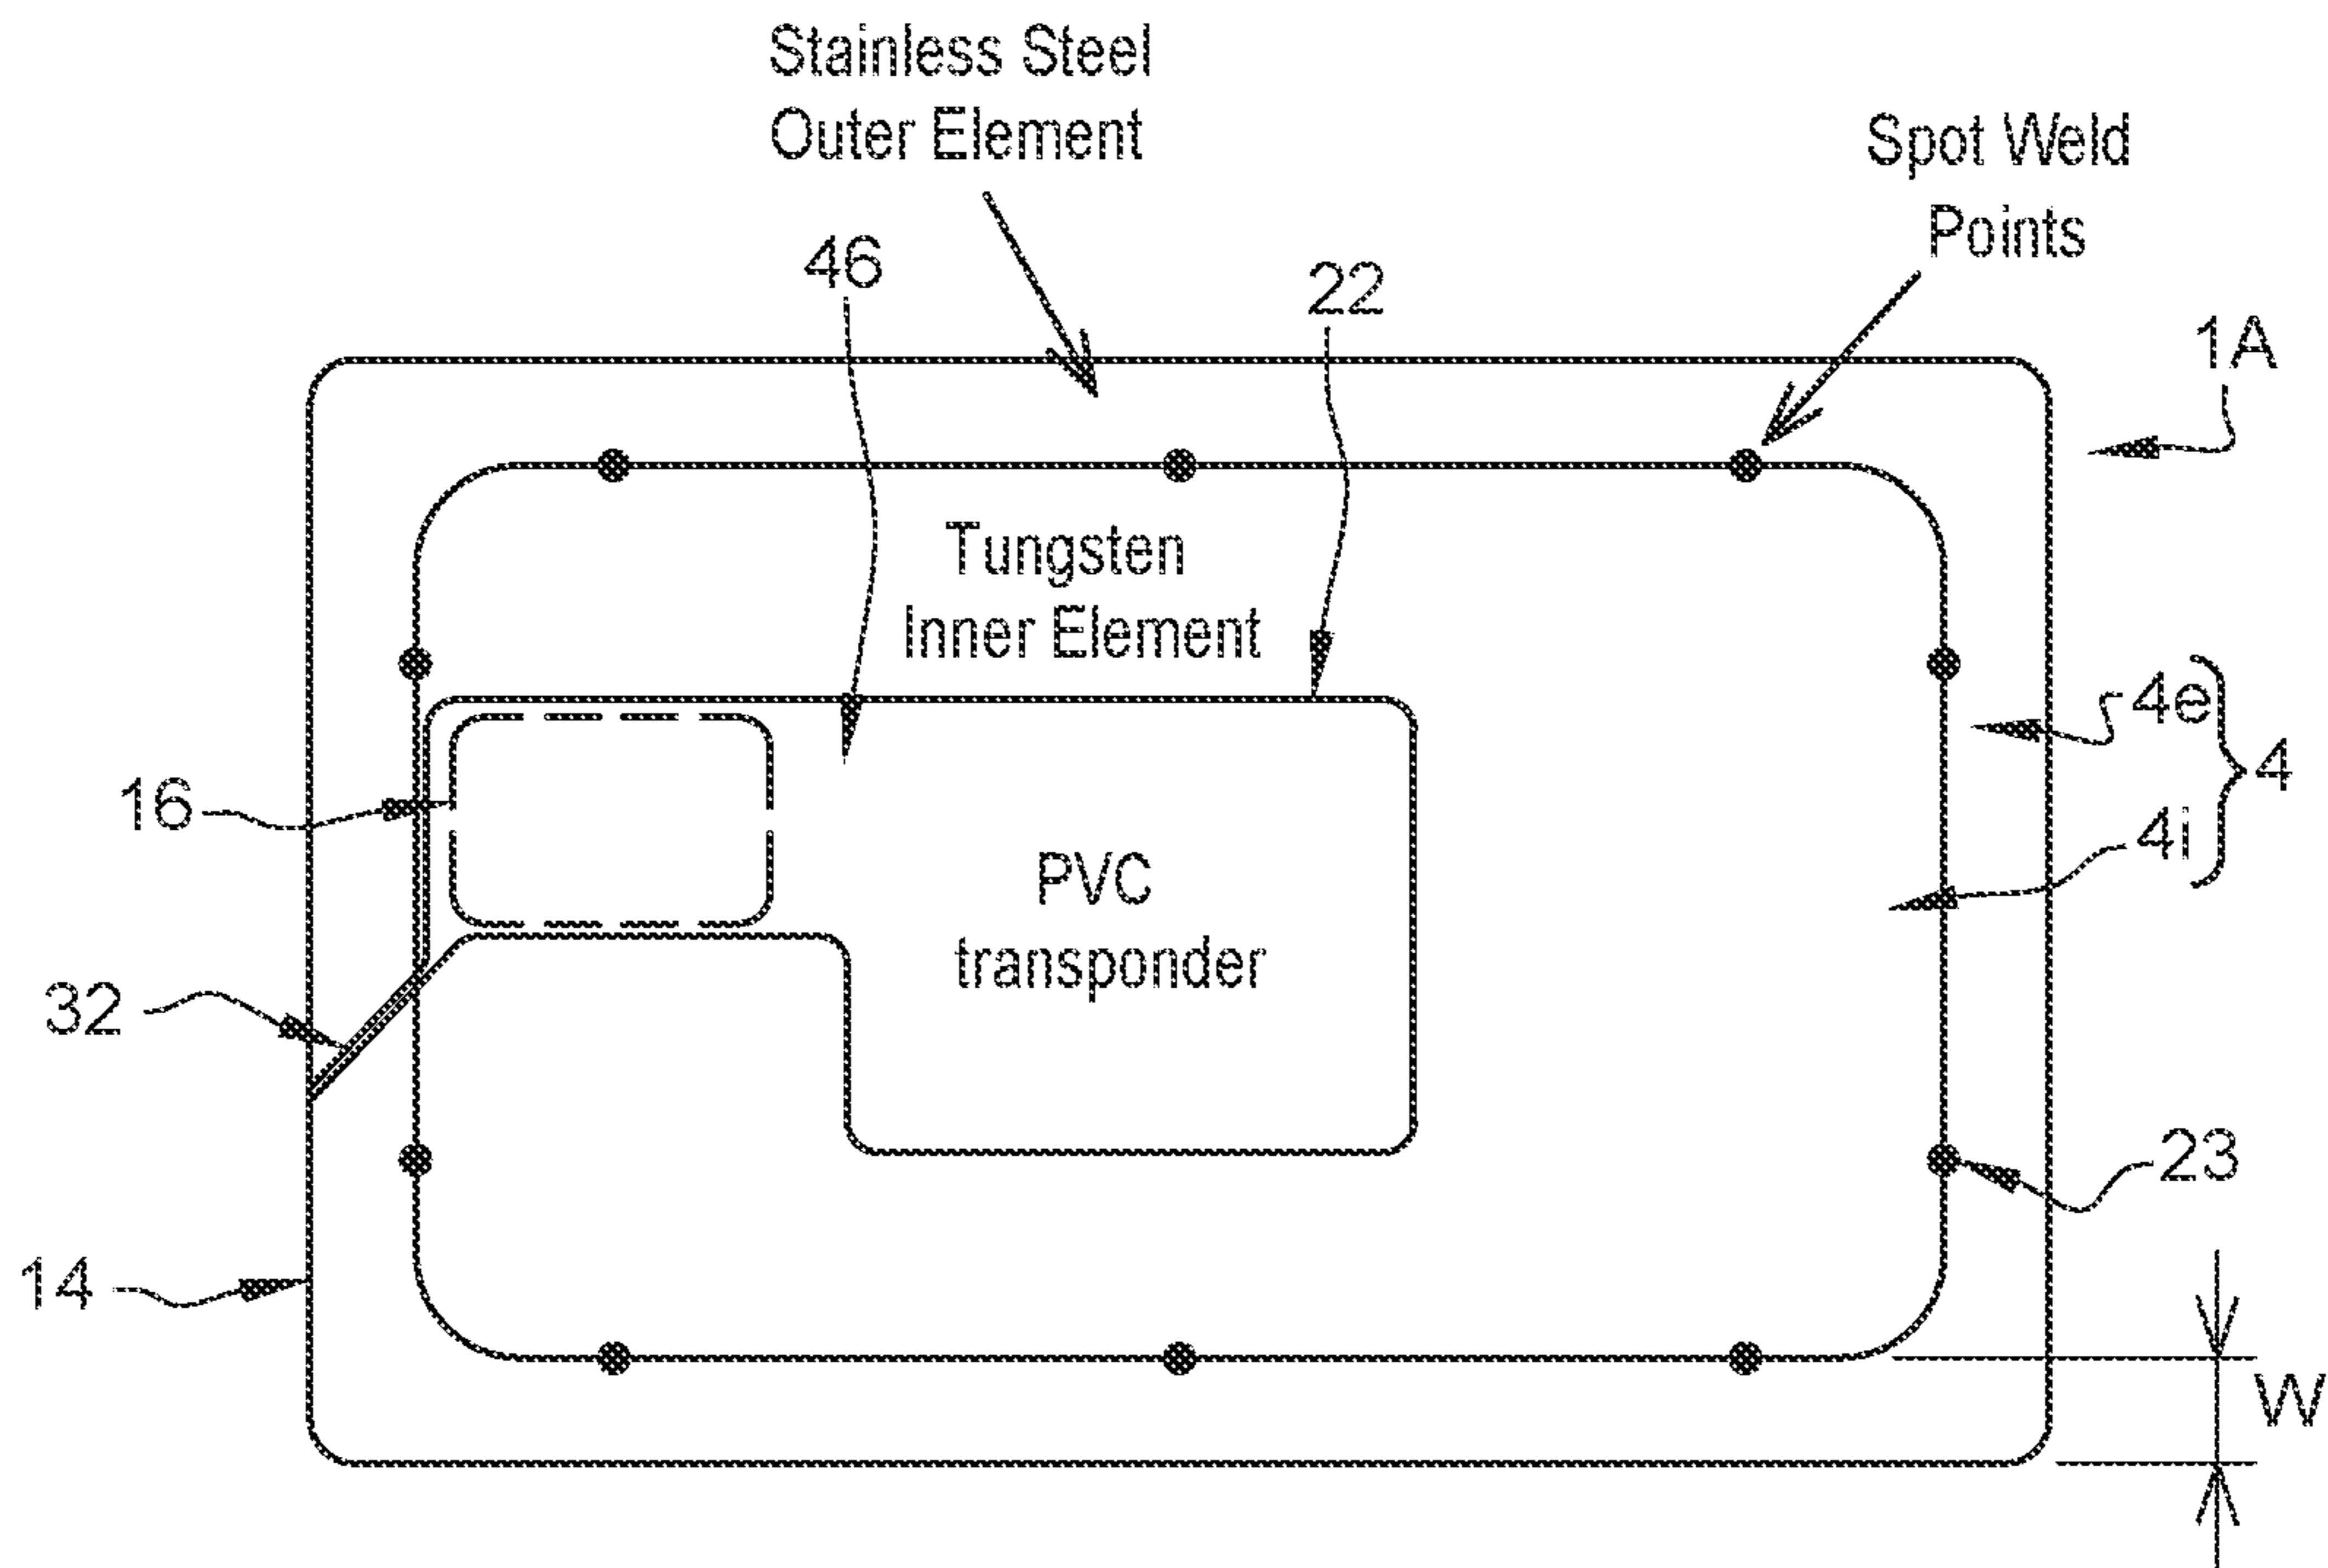 Stainless Steel
Outer Element
Spot Weld
Points
46
22
1A
Tungsten
Inner Element
4e
4
16
4i
PVC
transponder
32
23
14
W